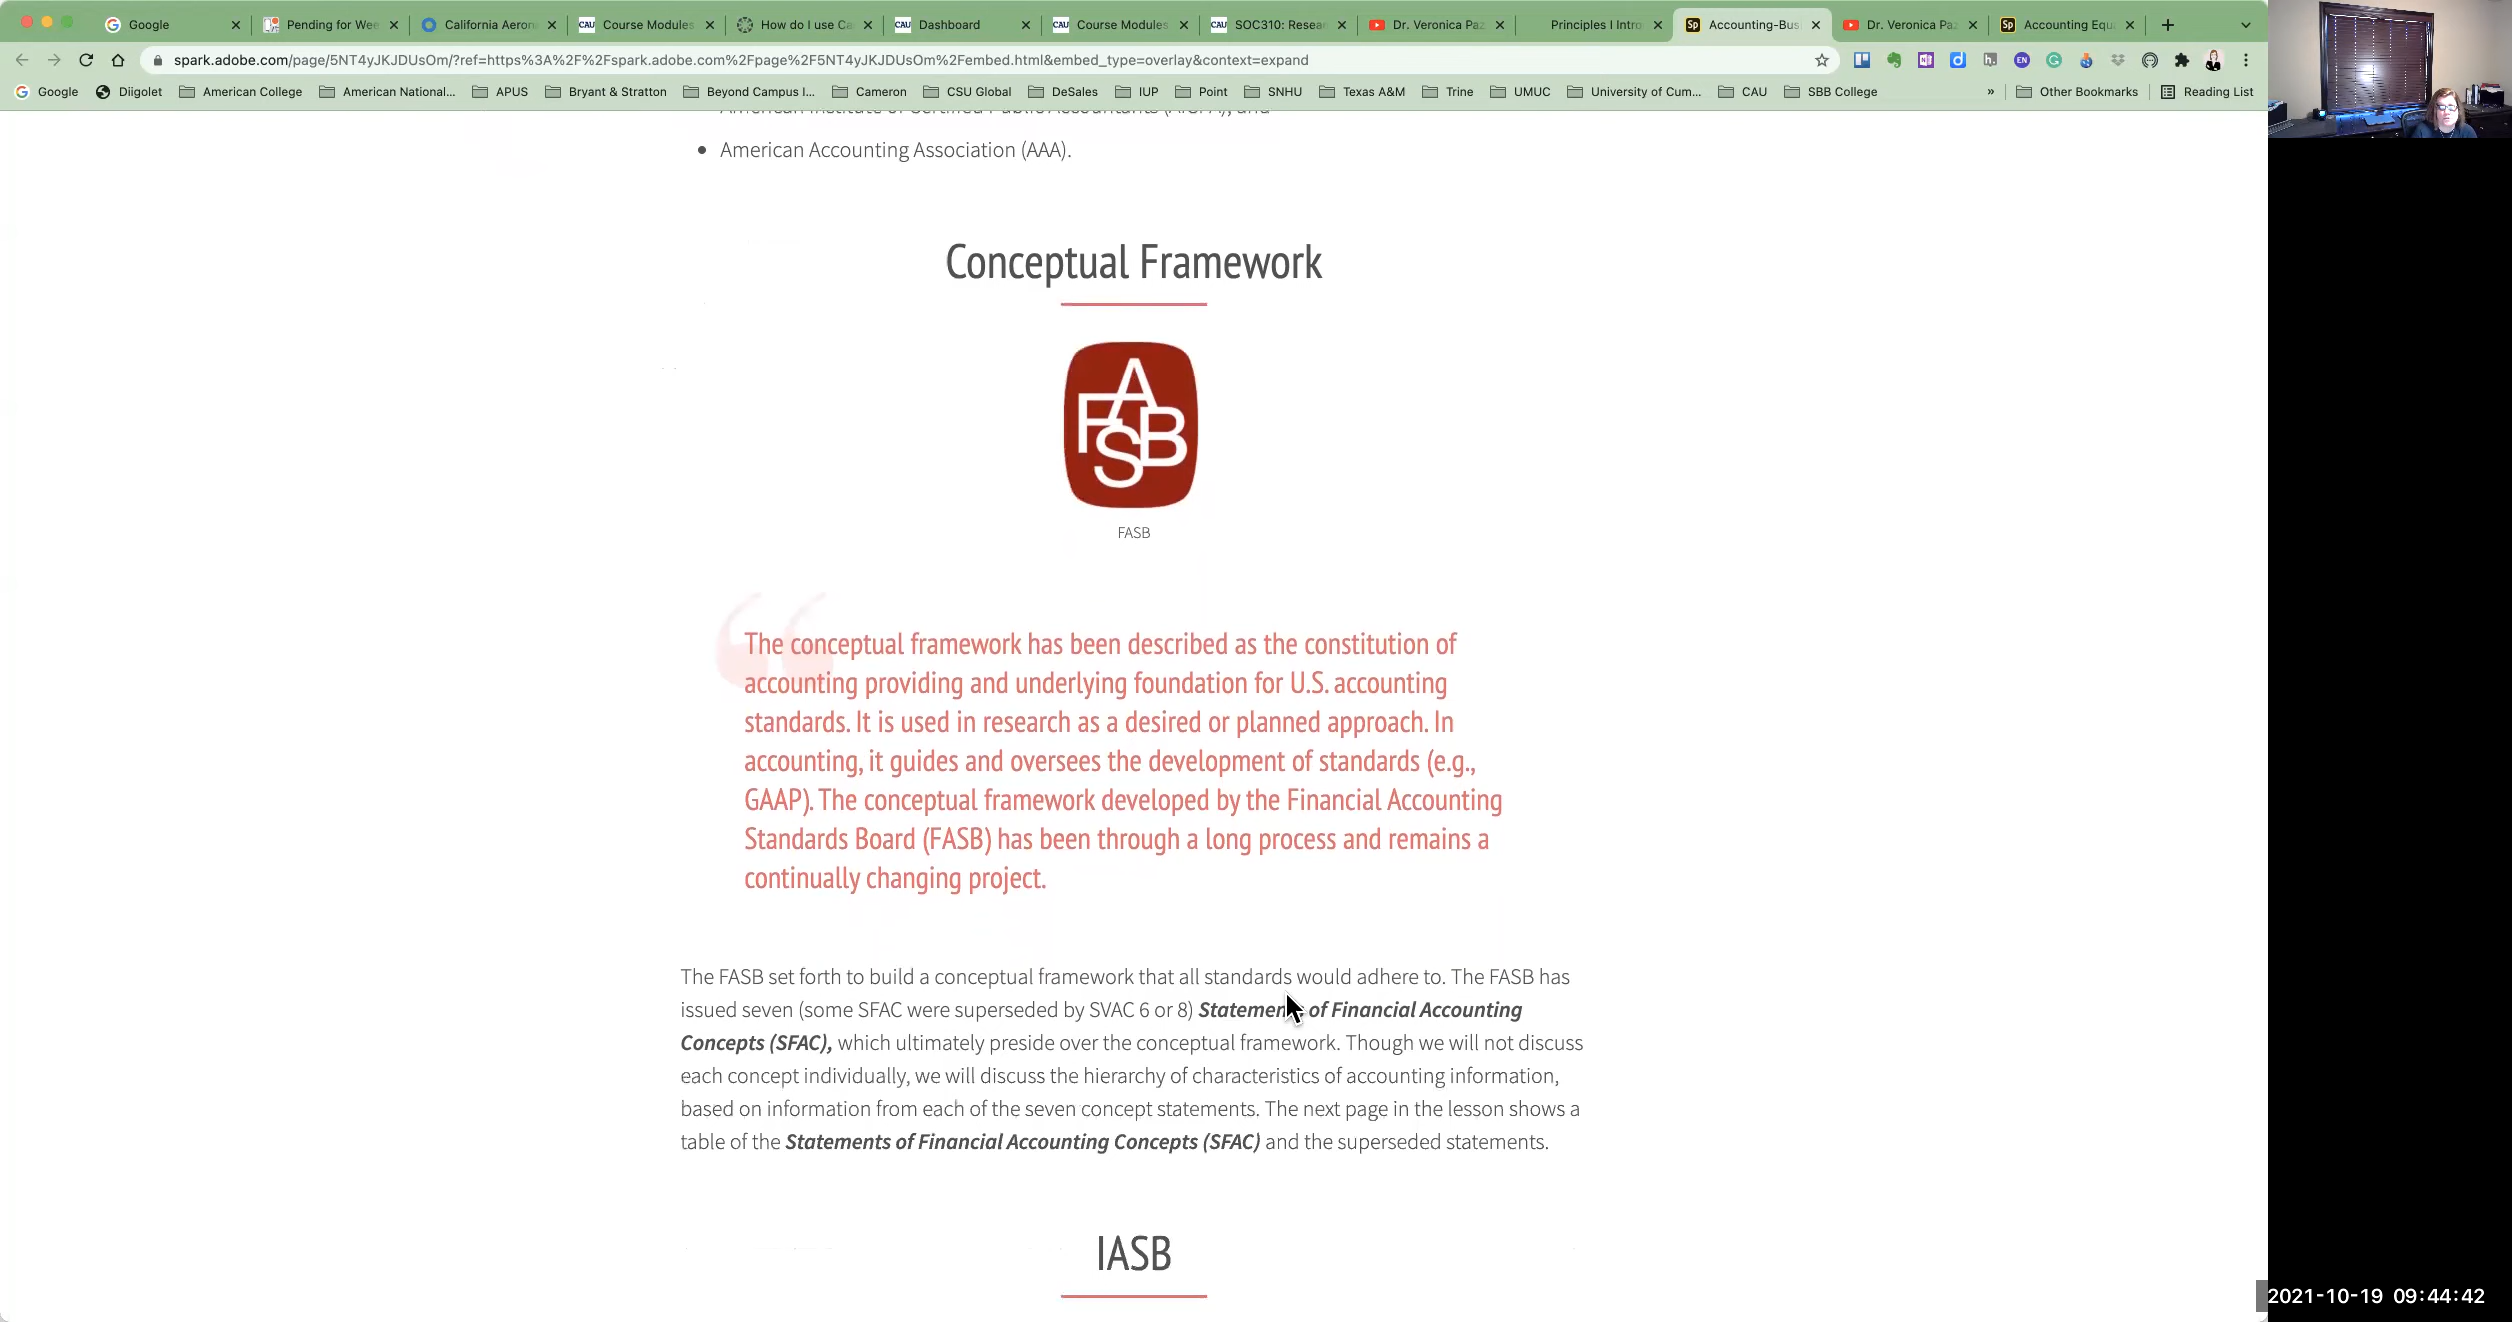 Google
Pending for Wee
California Aeron
Course Modules
How do I use Ca
Dashboard
Course Modules
SOC310: Resear
Dr. Veronica Paz
Principles I Intro
Accounting-Bus
Dr. Veronica Paz
Accounting Equ
spark.adobe.com/page/5NT4yJKJDUsOm/?ref=https%3A%2F%2Fspark.adobe.com%2Fpage%2F5NT4yJKJDUsOm%2Fembed.html&embed_type=overlay&context=expand
Google Diigolet American College American National... APUS Bryant & Stratton Beyond Campus I... Cameron CSU Global DeSales IUP Point SNHU Texas A&M Trine UMUC University of Cum... CAU SBB College » Other Bookmarks Reading List
American Institute of Certified Public Accountants (AICPA), and
• American Accounting Association (AAA).
Conceptual Framework
FASB
FASB
The conceptual framework has been described as the constitution of
accounting providing and underlying foundation for U.S. accounting
standards. It is used in research as a desired or planned approach. In
accounting, it guides and oversees the development of standards (e.g.,
GAAP). The conceptual framework developed by the Financial Accounting
Standards Board (FASB) has been through a long process and remains a
continually changing project.
The FASB set forth to build a conceptual framework that all standards would adhere to. The FASB has
issued seven (some SFAC were superseded by SVAC 6 or 8) Statements of Financial Accounting
Concepts (SFAC), which ultimately preside over the conceptual framework. Though we will not discuss
each concept individually, we will discuss the hierarchy of characteristics of accounting information,
based on information from each of the seven concept statements. The next page in the lesson shows a
table of the Statements of Financial Accounting Concepts (SFAC) and the superseded statements.
IASB
2021-10-19 09:44:42